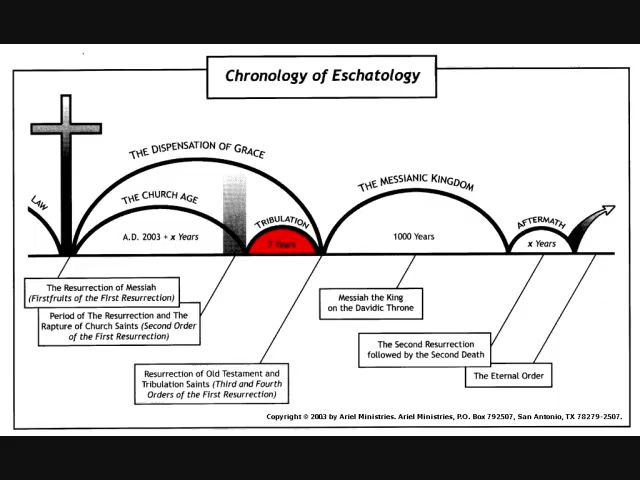 Chronology of Eschatology
THE DISPENSATION OF GRACE
THE MESSIANIC KINGDOM
LAW
THE CHURCH AGE
TRIBULATION
AFTERMATH
A.D. 2003 + x Years
7 Years
1000 Years
x Years
The Resurrection of Messiah
(Firstfruits of the First Resurrection)
Period of The Resurrection and The
Rapture of Church Saints (Second Order
of the First Resurrection)
Messiah the King
on the Davidic Throne
The Second Resurrection
followed by the Second Death
Resurrection of Old Testament and
Tribulation Saints (Third and Fourth
Orders of the First Resurrection)
The Eternal Order
Copyright © 2003 by Ariel Ministries. Ariel Ministries, P.O. Box 792507, San Antonio, TX 78279-2507.